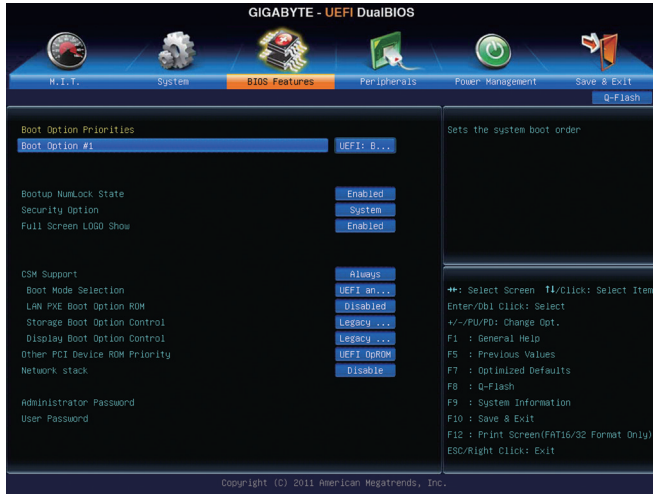 GIGABYTE - UEFI DualBIOS
M.I.T.
System
BIOS Features
Peripherals
Power Management
Save & Exit
Q-Flash
Boot Option Priorities
Boot Option #1 UEFI: B...
Bootup NumLock State Enabled
Security Option System
Full Screen LOGO Show Enabled
CSM Support Always
Boot Mode Selection UEFI an...
LAN PXE Boot Option ROM Disabled
Storage Boot Option Control Legacy ...
Display Boot Option Control Legacy ...
Other PCI Device ROM Priority UEFI OpROM
Network stack Disable
Administrator Password
User Password
Sets the system boot order
→←: Select Screen ↑↓/Click: Select Item
Enter/Dbl Click: Select
+/-/PU/PD: Change Opt.
F1 : General Help
F5 : Previous Values
F7 : Optimized Defaults
F8 : Q-Flash
F9 : System Information
F10 : Save & Exit
F12 : Print Screen(FAT16/32 Format Only)
ESC/Right Click: Exit
Copyright (C) 2011 American Megatrends, Inc.